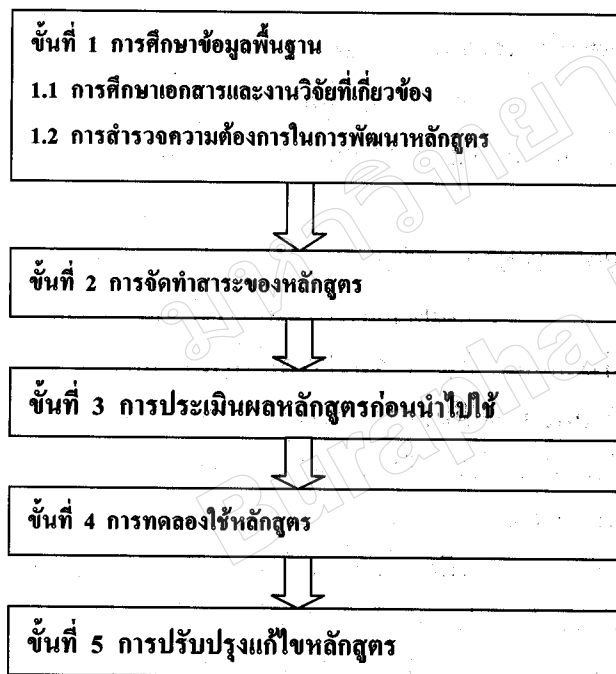 ขั้นที่ 1 การศึกษาข้อมูลพื้นฐาน
1.1 การศึกษาเอกสารและงานวิจัยที่เกี่ยวข้อง
1.2 การสำรวจความต้องการในการพัฒนาหลักสูตร
ขั้นที่ 2 การจัดทำสาระของหลักสูตร
ขั้นที่ 3 การประเมินผลหลักสูตรก่อนนำไปใช้
ขั้นที่ 4 การทดลองใช้หลักสูตร
ขั้นที่ 5 การปรับปรุงแก้ไขหลักสูตร
มหาวิทยา
Burapha